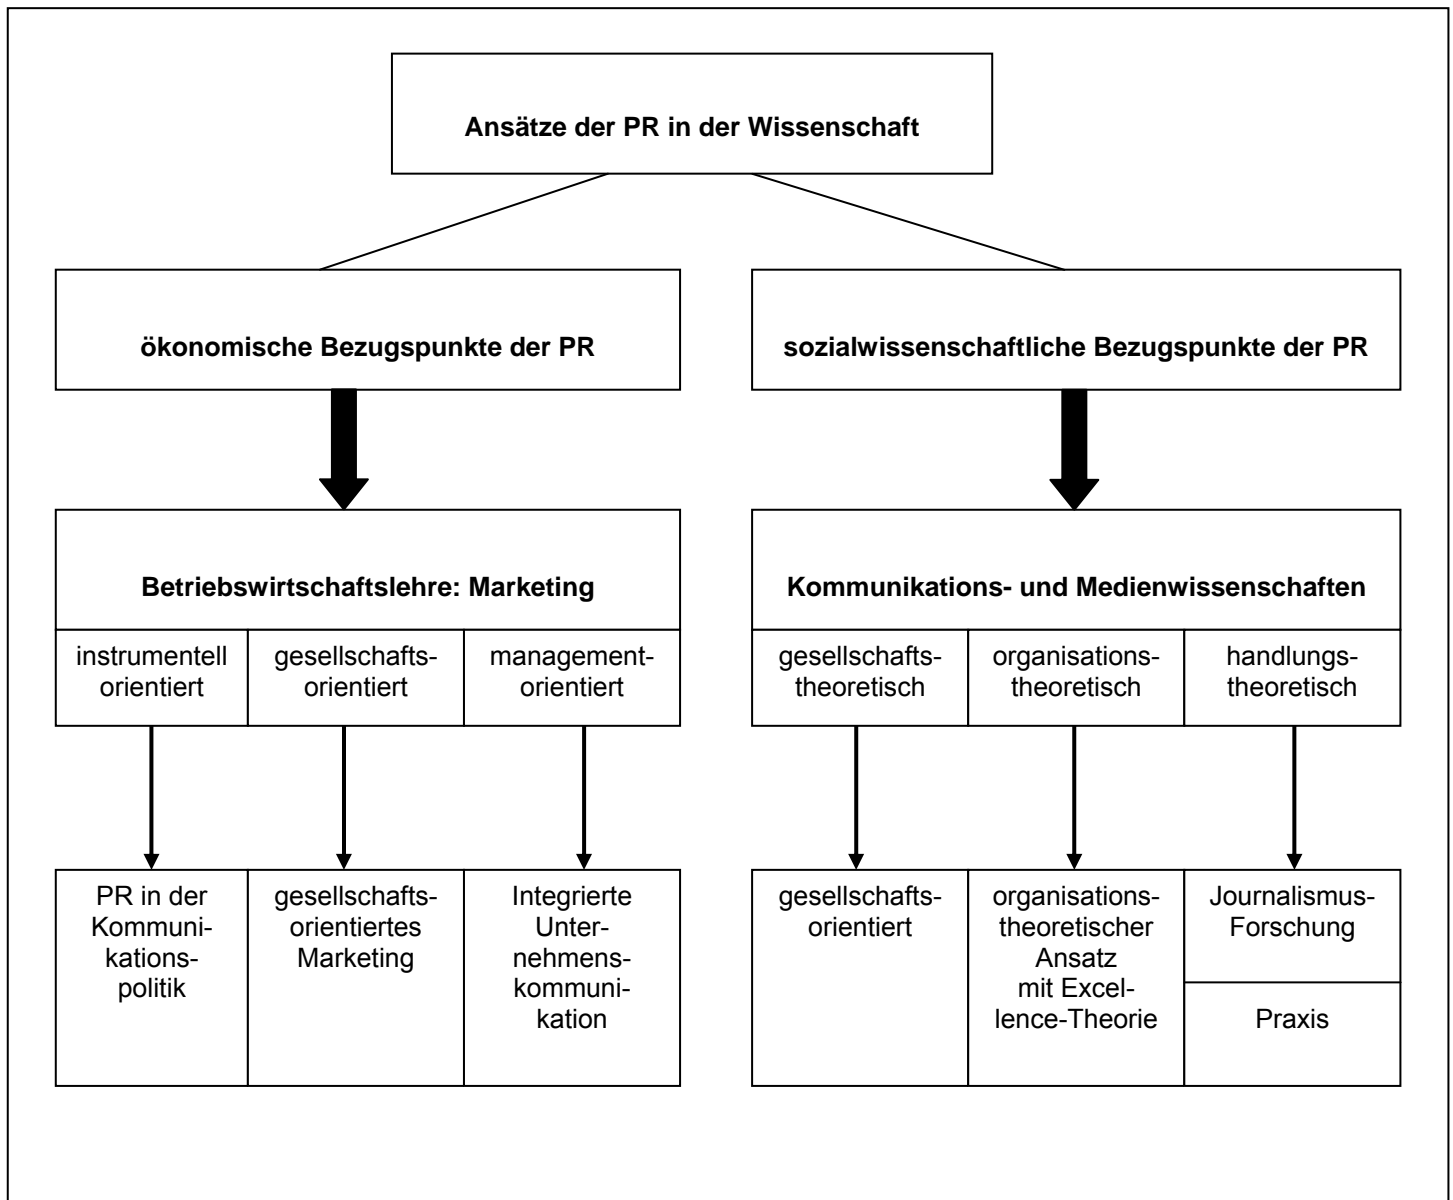 Ansätze der PR in der Wissenschaft
ökonomische Bezugspunkte der PR
sozialwissenschaftliche Bezugspunkte der PR
Betriebswirtschaftslehre: Marketing
Kommunikations- und Medienwissenschaften
instrumentell
orientiert
gesellschafts-
orientiert
management-
orientiert
gesellschafts-
theoretisch
organisations-
theoretisch
handlungs-
theoretisch
PR in der
Kommuni-
kations-
politik
gesellschafts-
orientiertes
Marketing
Integrierte
Unter-
nehmens-
kommuni-
kation
gesellschafts-
orientiert
organisations-
theoretischer
Ansatz
mit Excel-
lence-Theorie
Journalismus-
Forschung
Praxis